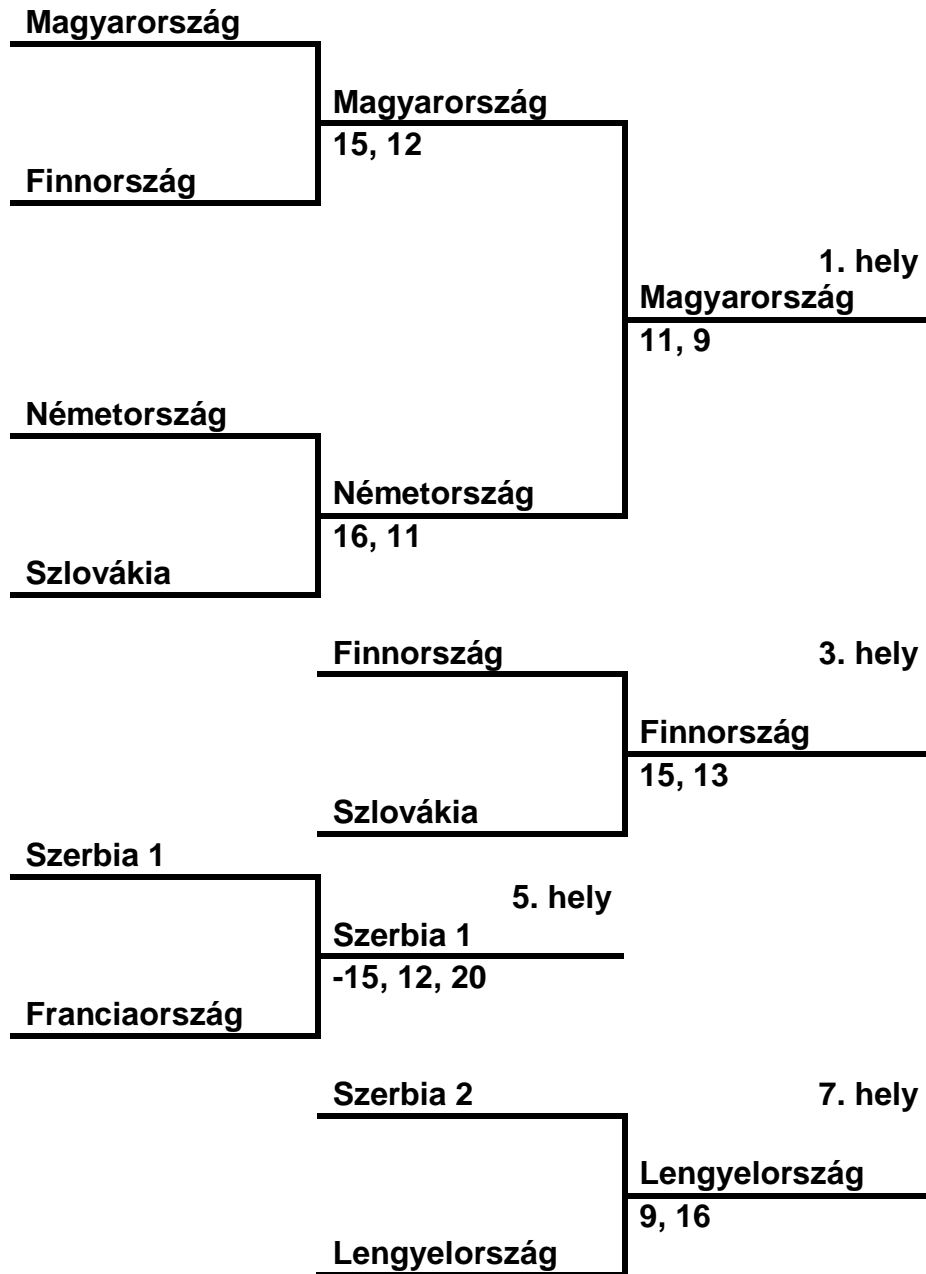 Magyarország
Magyarország
15, 12
Finnország
1. hely
Magyarország
11, 9
Németország
Németország
16, 11
Szlovákia
Finnország
3. hely
Finnország
15, 13
Szlovákia
Szerbia 1
5. hely
Szerbia 1
-15, 12, 20
Franciaország
Szerbia 2
7. hely
Lengyelország
9, 16
Lengyelország